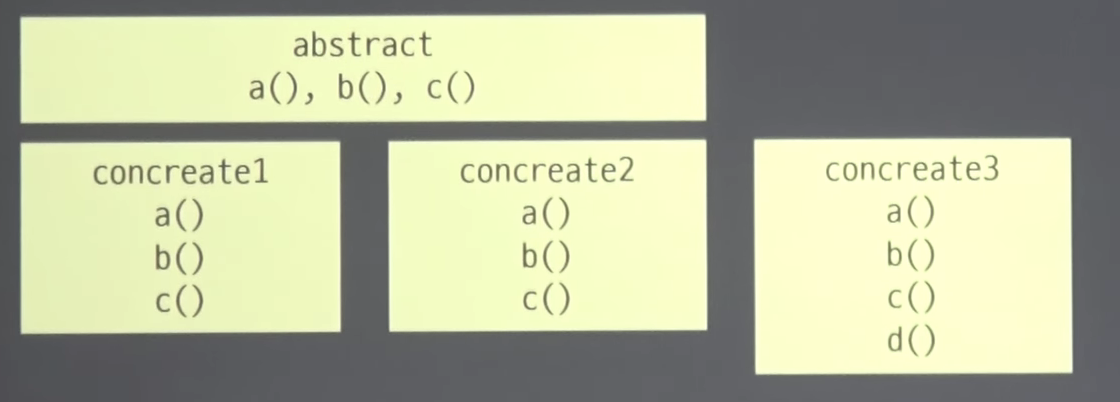 abstract
a(), b(), c()
concreate1
a()
b()
c()
concreate2
a()
b()
c()
concreate3
a()
b()
c()
d()